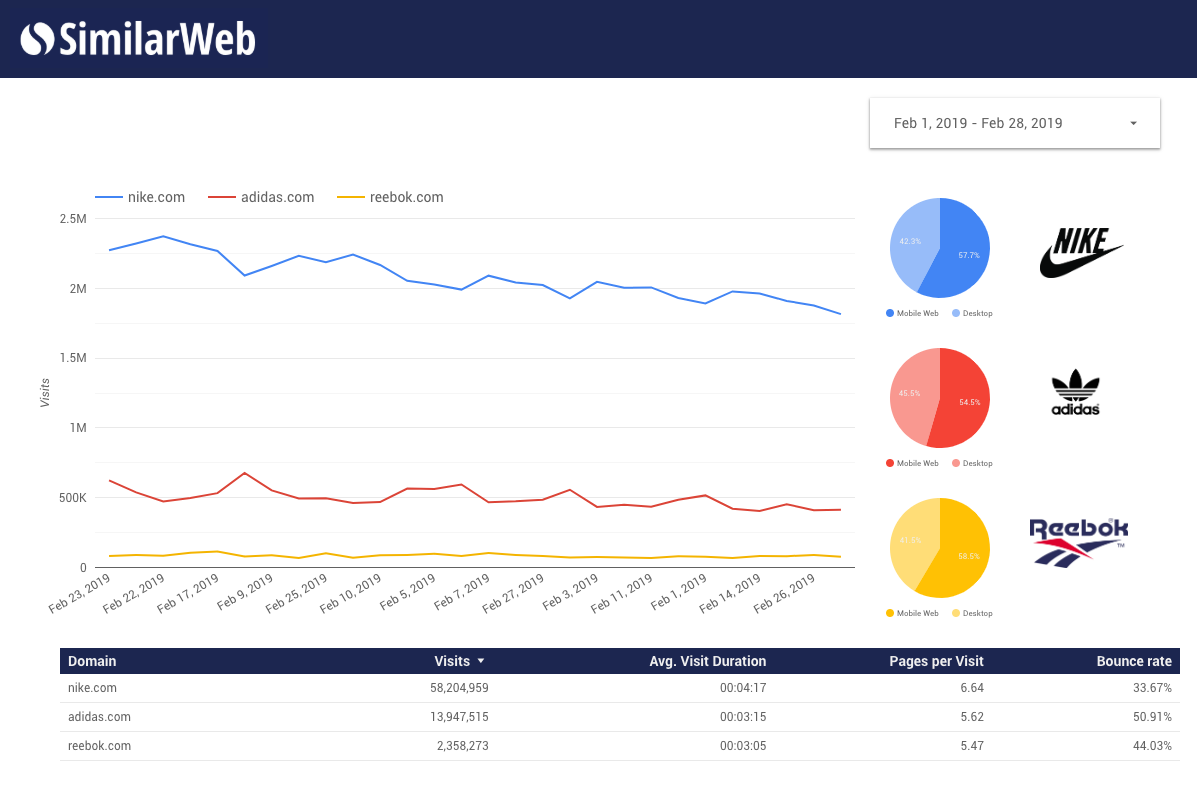 SimilarWeb
Feb 1, 2019 - Feb 28, 2019
nike.com adidas.com reebok.com
2.5M
2M
1.5M
1M
500K
0
Visits
Feb 23, 2019 Feb 22, 2019 Feb 17, 2019 Feb 9, 2019 Feb 25, 2019 Feb 10, 2019 Feb 5, 2019 Feb 7, 2019 Feb 27, 2019 Feb 3, 2019 Feb 11, 2019 Feb 1, 2019 Feb 14, 2019 Feb 26, 2019
42.3%
57.7%
Mobile Web Desktop
NIKE
45.5%
54.5%
Mobile Web Desktop
adidas
41.5%
58.5%
Mobile Web Desktop
Reebok
TM
Domain Visits Avg. Visit Duration Pages per Visit Bounce rate
nike.com 58,204,959 00:04:17 6.64 33.67%
adidas.com 13,947,515 00:03:15 5.62 50.91%
reebok.com 2,358,273 00:03:05 5.47 44.03%